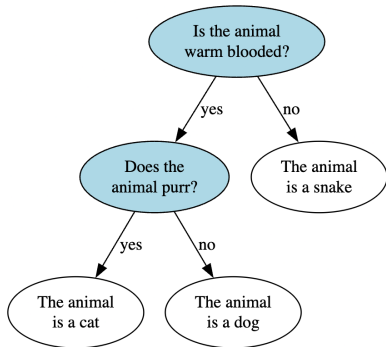 Is the animal
warm blooded?
yes
no
Does the
animal purr?
The animal
is a snake
yes
no
The animal
is a cat
The animal
is a dog